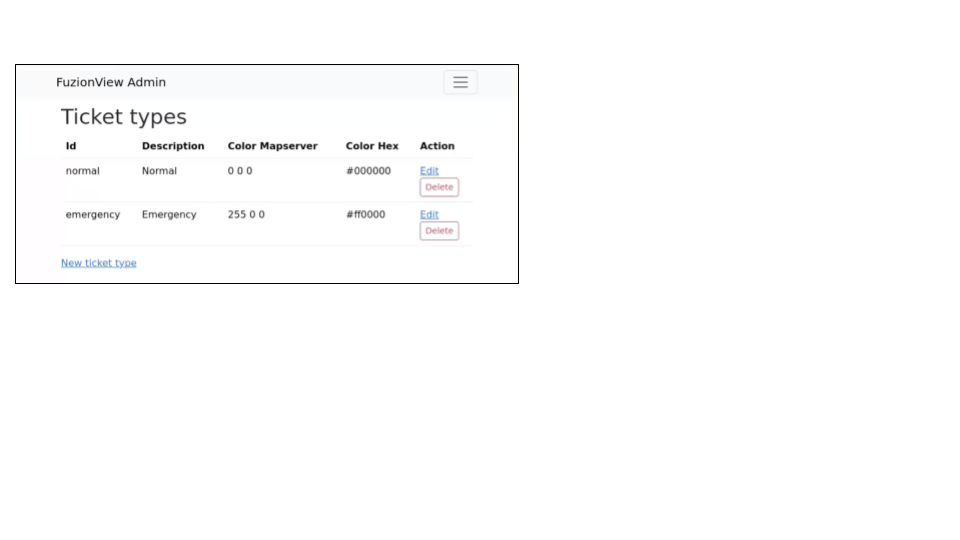 FuzionView Admin
Ticket types
Id Description Color Mapserver Color Hex Action
normal Normal 0 0 0 #000000 Edit
Delete
emergency Emergency 255 0 0 #ff0000 Edit
Delete
New ticket type